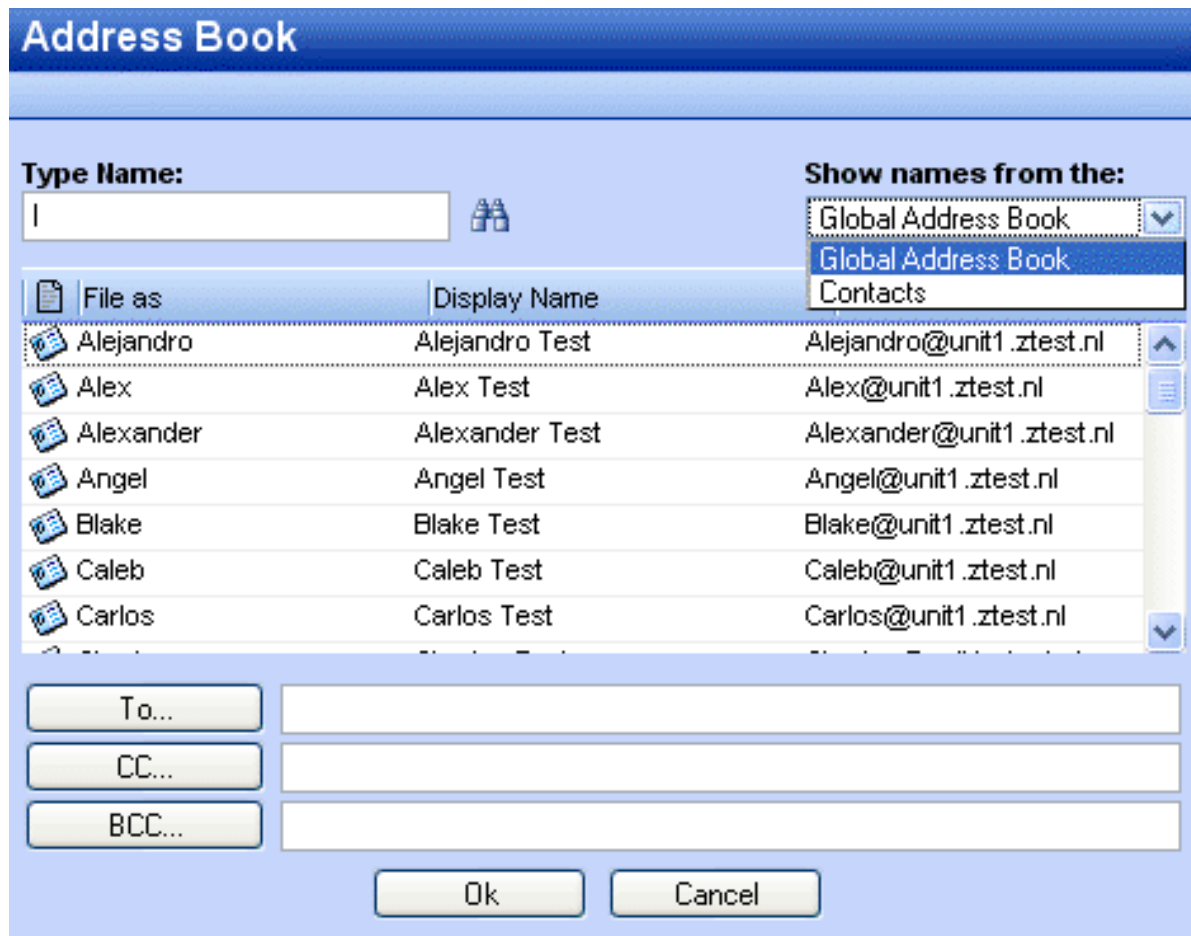 Address Book
Type Name:
Show names from the:
Global Address Book
Global Address Book
Contacts
File as Display Name
Alejandro Alejandro Test Alejandro@unit1.ztest.nl
Alex Alex Test Alex@unit1.ztest.nl
Alexander Alexander Test Alexander@unit1.ztest.nl
Angel Angel Test Angel@unit1.ztest.nl
Blake Blake Test Blake@unit1.ztest.nl
Caleb Caleb Test Caleb@unit1.ztest.nl
Carlos Carlos Test Carlos@unit1.ztest.nl
To...
CC...
BCC...
Ok Cancel